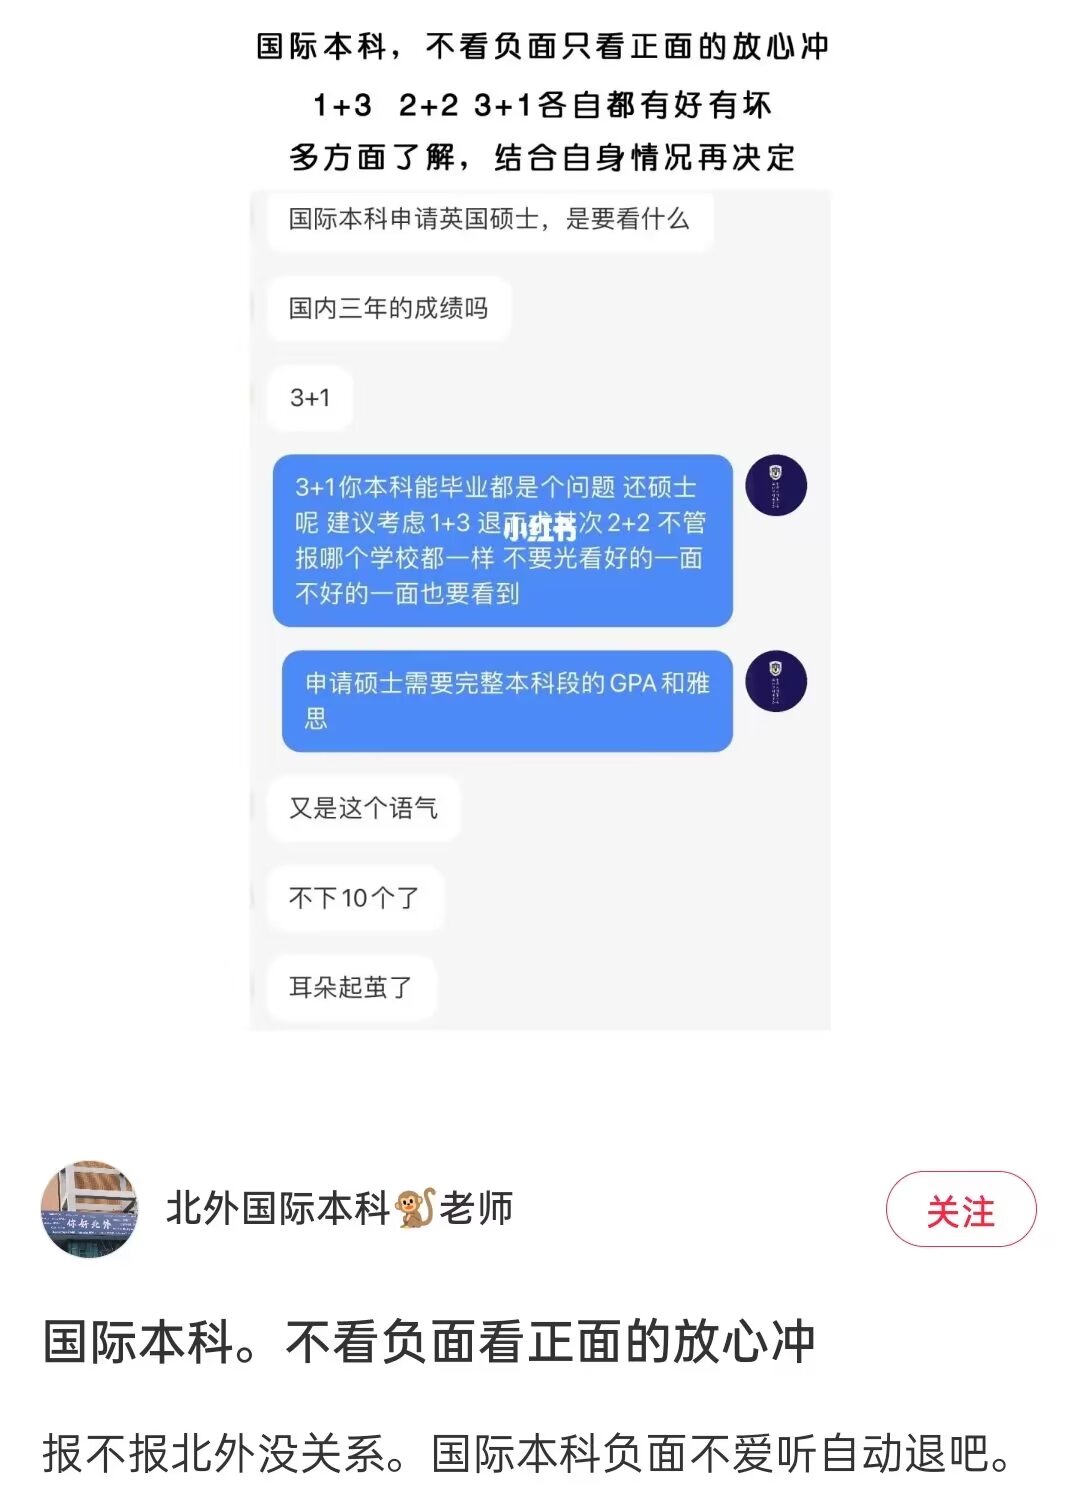 国际本科，不看负面只看正面的放心冲
1+3 2+2 3+1各自都有好有坏
多方面了解，结合自身情况再决定
国际本科申请英国硕士，是要看什么
国内三年的成绩吗
3+1
3+1你本科能毕业都是个问题 还硕士
呢 建议考虑1+3 退而求其次2+2 不管
报哪个学校都一样 不要光看好的一面
不好的一面也要看到
小红书
申请硕士需要完整本科段的GPA和雅
思
又是这个语气
不下10个了
耳朵起茧了
你好北外
北外国际本科🐒老师
关注
国际本科。不看负面看正面的放心冲
报不报北外没关系。国际本科负面不爱听自动退吧。